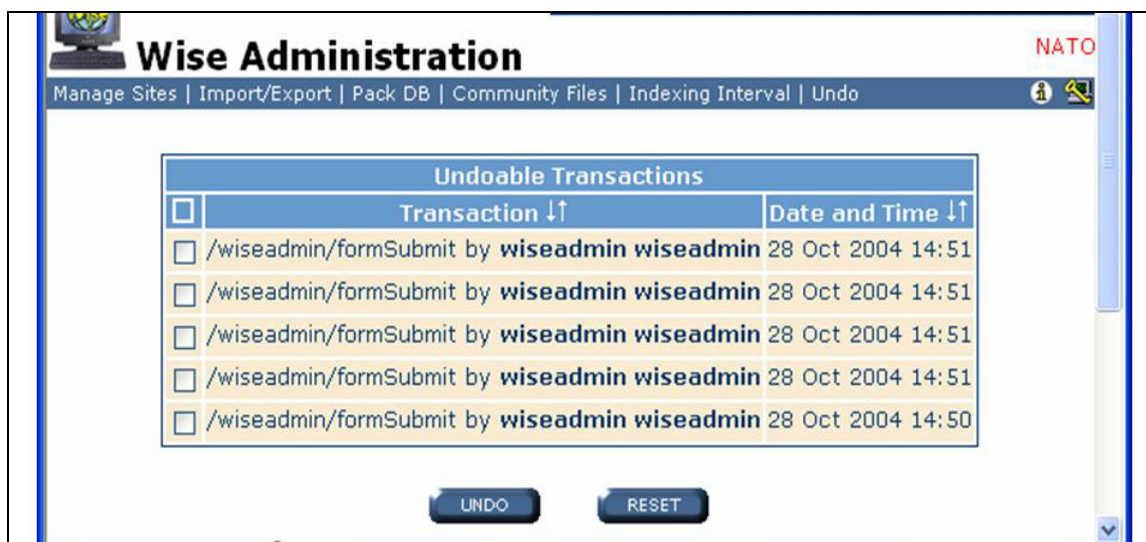 Wise
Wise Administration
NATO
Manage Sites | Import/Export | Pack DB | Community Files | Indexing Interval | Undo
Undoable Transactions
Transaction ↓↑ Date and Time ↓↑
/wiseadmin/formSubmit by wiseadmin wiseadmin 28 Oct 2004 14:51
/wiseadmin/formSubmit by wiseadmin wiseadmin 28 Oct 2004 14:51
/wiseadmin/formSubmit by wiseadmin wiseadmin 28 Oct 2004 14:51
/wiseadmin/formSubmit by wiseadmin wiseadmin 28 Oct 2004 14:51
/wiseadmin/formSubmit by wiseadmin wiseadmin 28 Oct 2004 14:50
UNDO RESET